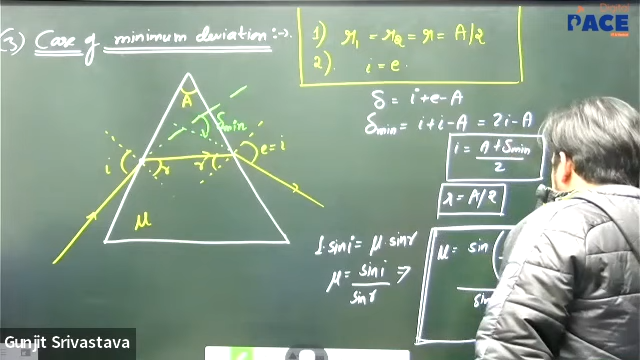 (3) Case of minimum deviation :-
1) r₁ = r₂ = r = A/2
2). i = e.
Digital
PACE
A
δmin
i
r
r
e = i
μ
δ = i+e-A
δmin = i+i-A = 2i-A
i = A+δmin
2
r = A/2
1. sin i = μ. sin r
μ = sin i ⇒
sin r
μ = sin (
Gunjit Srivastava